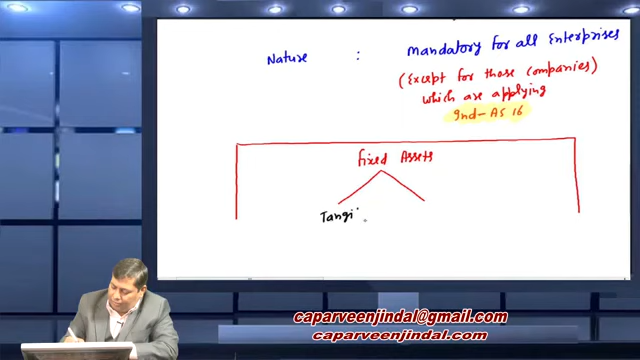 Nature : Mandatory for all Enterprises
(Except for those companies)
which are applying
Ind-AS 16
Fixed Assets
Tangi
caparveenjindal@gmail.com
caparveenjindal.com